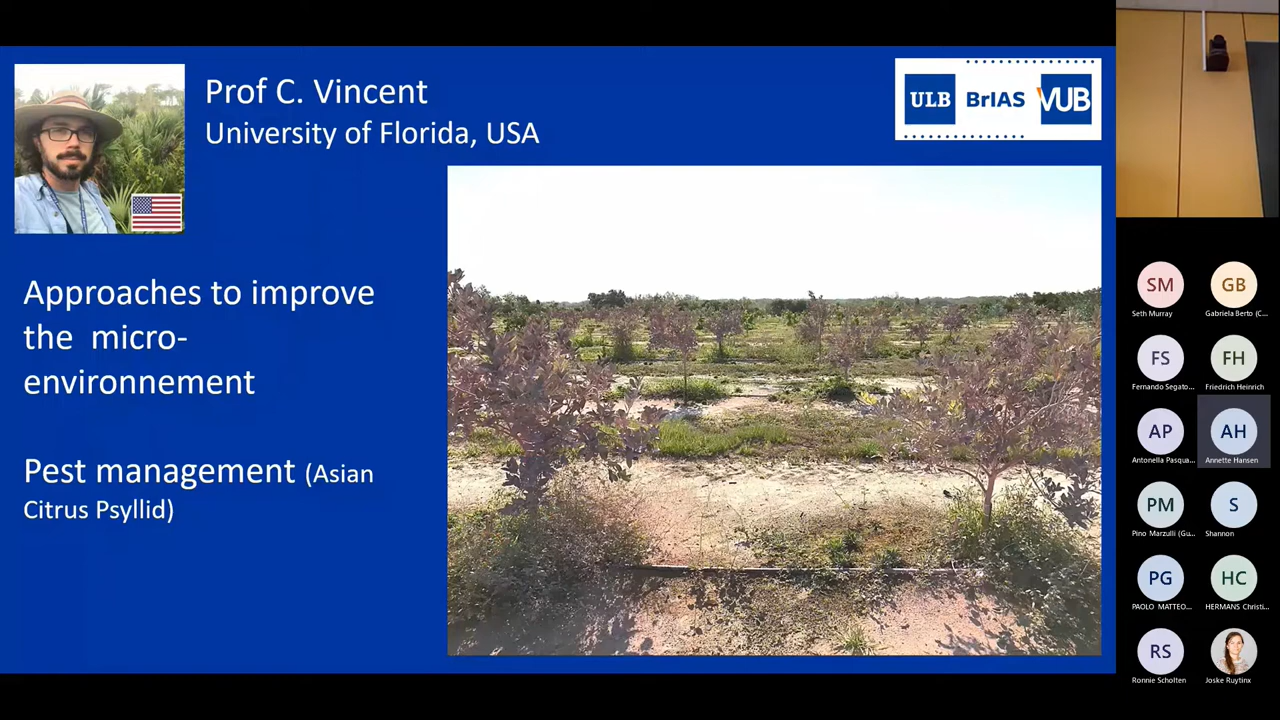 Prof C. Vincent
University of Florida, USA
ULB BrIAS VUB
Approaches to improve
the micro-
environnement
Pest management (Asian
Citrus Psyllid)
SM
GB
Seth Murray
Gabriela Berto (C...
FS
FH
Fernando Segato...
Friedrich Heinrich
AP
AH
Antonella Pasqua...
Annette Hansen
PM
S
Pino Marzulli (Gu...
Shannon
PG
HC
PAOLO MATTEO...
HERMANS Christi...
RS
Ronnie Scholten
Joske Ruytinx